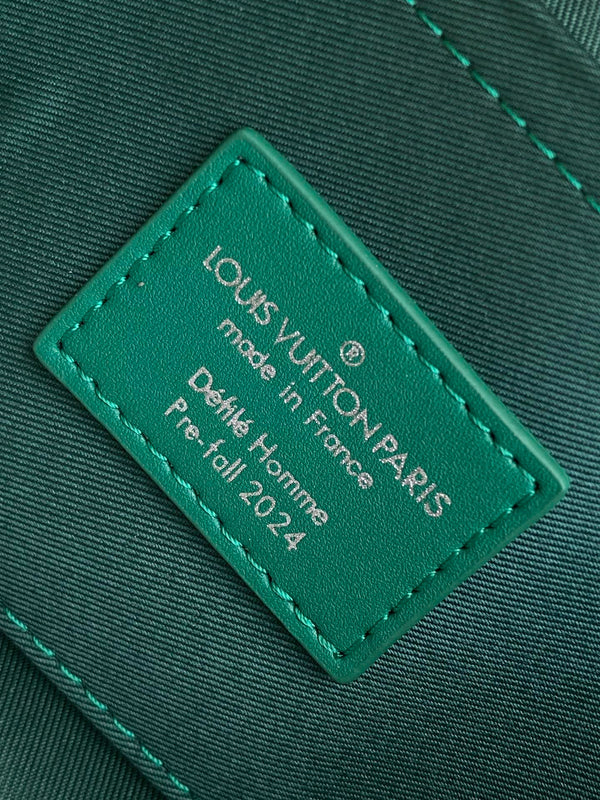 LOUIS VUITTON PARIS
®
made in France
Défilé Homme
Pre-fall 2024